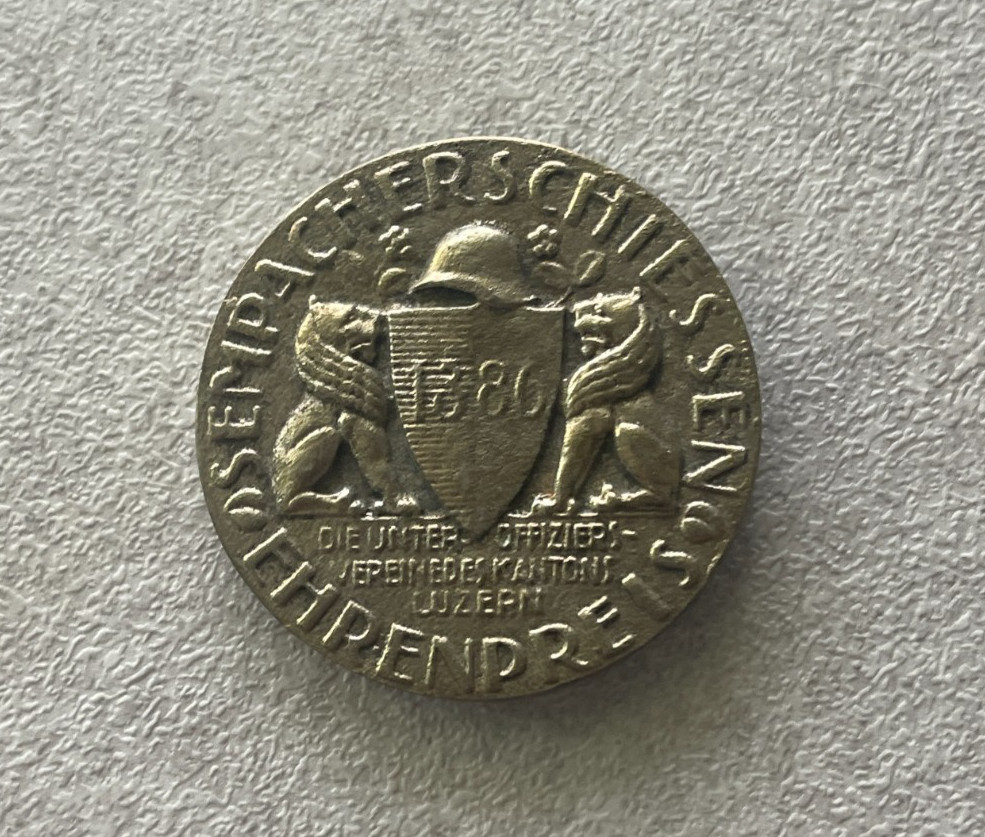 SEMPACHERSCHIESSEN
1386
DIE UNTER- OFFIZIERS-
VEREINE DES KANTONS
LUZERN
EHRENPREIS